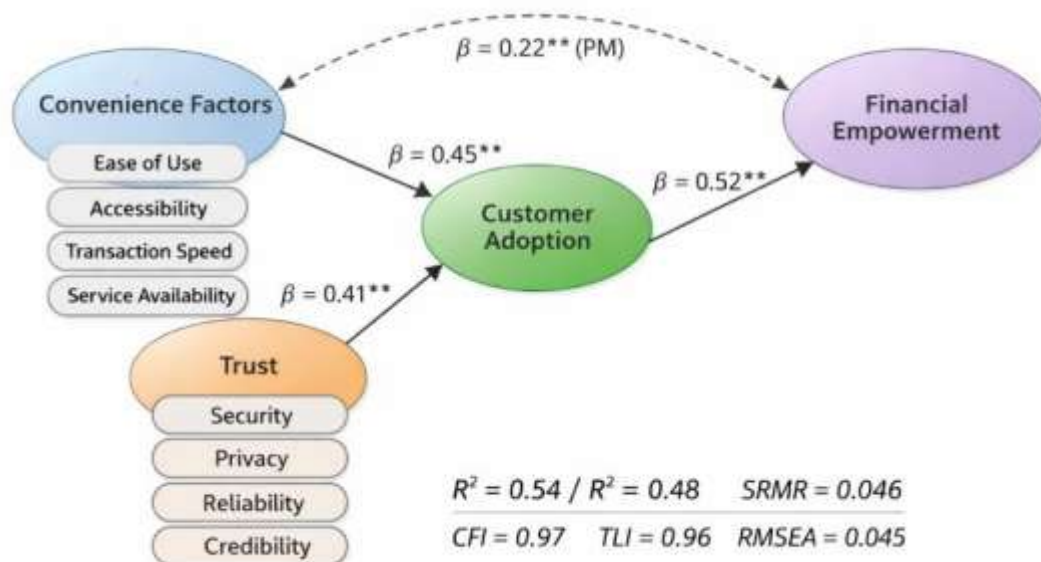 β = 0.22** (PM)
Convenience Factors
Ease of Use
Accessibility
Transaction Speed
Service Availability
β = 0.45**
Customer
Adoption
β = 0.52**
Financial
Empowerment
β = 0.41**
Trust
Security
Privacy
Reliability
Credibility
R² = 0.54 / R² = 0.48 SRMR = 0.046
CFI = 0.97 TLI = 0.96 RMSEA = 0.045